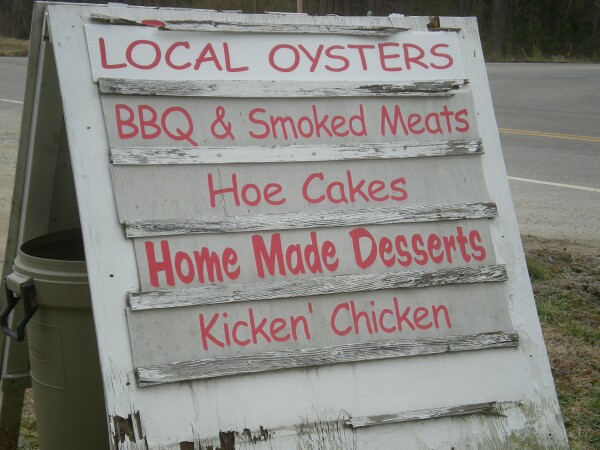 LOCAL OYSTERS
BBQ & Smoked Meats
Hoe Cakes
Home Made Desserts
Kicken' Chicken